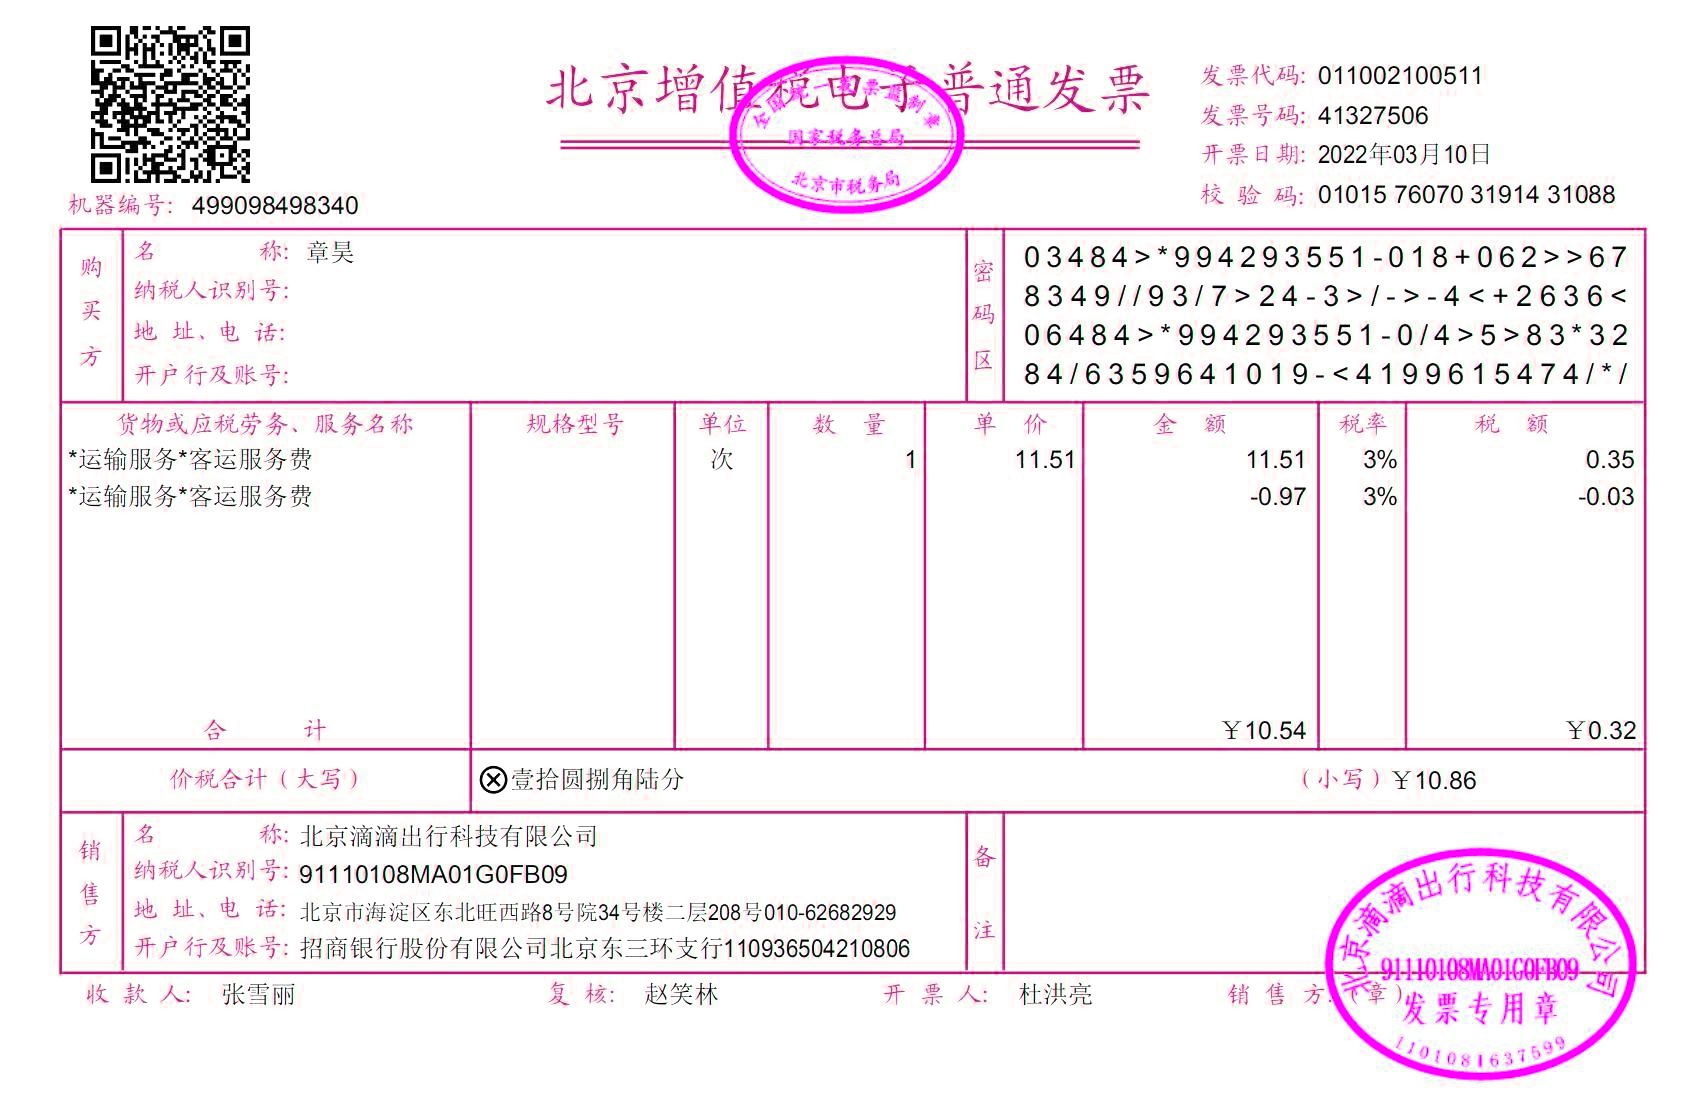 北京增值税电子普通发票
全国统一发票监制章
国家税务总局
北京市税务局
发票代码: 011002100511
发票号码: 41327506
开票日期: 2022年03月10日
校 验 码: 01015 76070 31914 31088
机器编号: 499098498340
购买方
名 称: 章昊
纳税人识别号:
地 址、电 话:
开户行及账号:
密码区
03484>*994293551-018+062>>67
8349//93/7>24-3>/->-4<+2636<
06484>*994293551-0/4>5>83*32
84/6359641019-<4199615474/*/
货物或应税劳务、服务名称 规格型号 单位 数 量 单 价 金 额 税率 税 额
*运输服务*客运服务费 次 1 11.51 11.51 3% 0.35
*运输服务*客运服务费 -0.97 3% -0.03
合 计 ￥10.54 ￥0.32
价税合计（大写） ⊗壹拾圆捌角陆分 （小写）￥10.86
销售方
名 称: 北京滴滴出行科技有限公司
纳税人识别号: 91110108MA01G0FB09
地 址、电 话: 北京市海淀区东北旺西路8号院34号楼二层208号010-62682929
开户行及账号: 招商银行股份有限公司北京东三环支行110936504210806
备注
收 款 人: 张雪丽 复 核: 赵笑林 开 票 人: 杜洪亮 销 售 方:（章）
北京滴滴出行科技有限公司
91110108MA01G0FB09
发票专用章
1101081637599